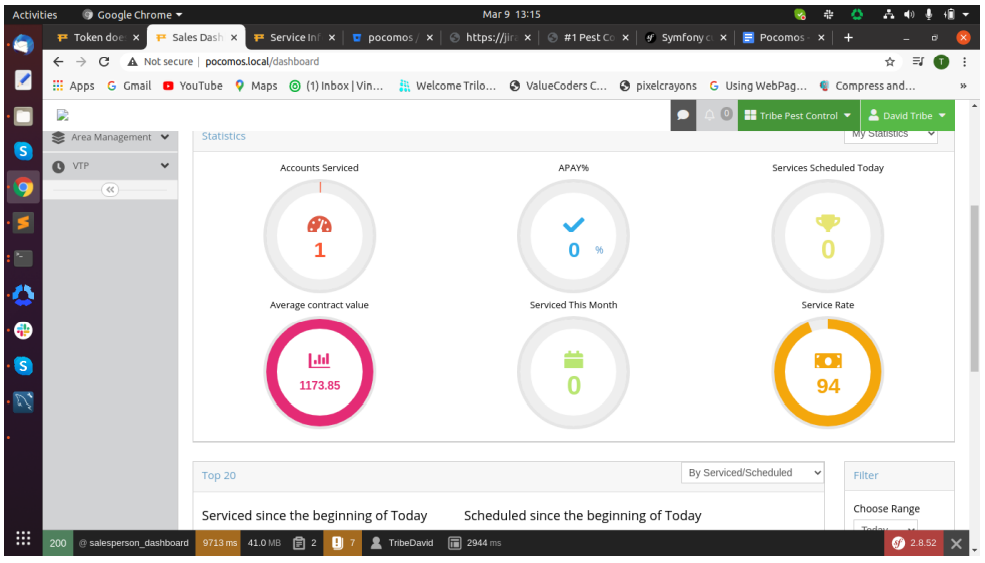 Activities Google Chrome Mar 9 13:15
Token doe Sales Dash Service Inf pocomos / https://jira #1 Pest Co Symfony Pocomos -
Not secure | pocomos.local/dashboard T
Apps Gmail YouTube Maps (1) Inbox | Vin... Welcome Trilo... ValueCoders C... pixelcrayons Using WebPag... Compress and... »
0 Tribe Pest Control David Tribe
Area Management
VTP
Statistics My Statistics
Accounts Serviced APAY% Services Scheduled Today
1 0 % 0
Average contract value Serviced This Month Service Rate
1173.85 0 94
Top 20 By Serviced/Scheduled Filter
Serviced since the beginning of Today Scheduled since the beginning of Today Choose Range
Today
200 @ salesperson_dashboard 9713 ms 41.0 MB 2 7 TribeDavid 2944 ms 2.8.52